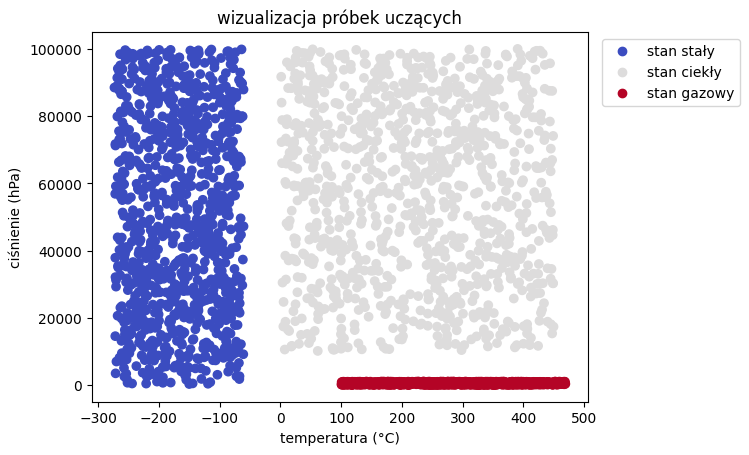 wizualizacja próbek uczących
100000
80000
60000
40000
20000
0
ciśnienie (hPa)
−300
−200
−100
0
100
200
300
400
500
temperatura (°C)
stan stały
stan ciekły
stan gazowy